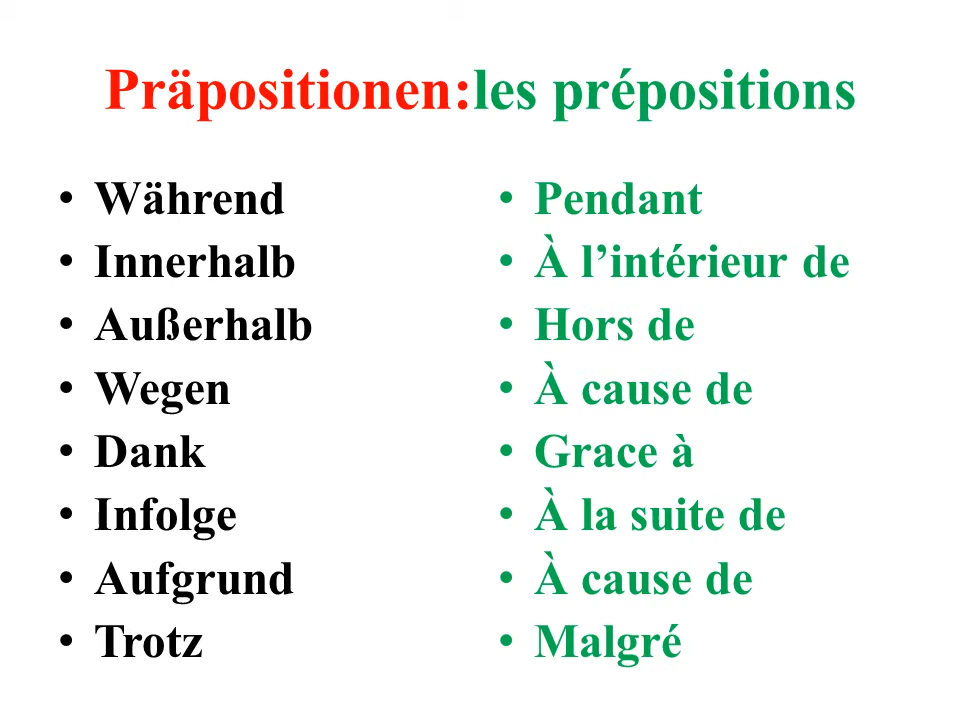 Präpositionen:les prépositions
• Während
• Innerhalb
• Außerhalb
• Wegen
• Dank
• Infolge
• Aufgrund
• Trotz
• Pendant
• À l’intérieur de
• Hors de
• À cause de
• Grace à
• À la suite de
• À cause de
• Malgré